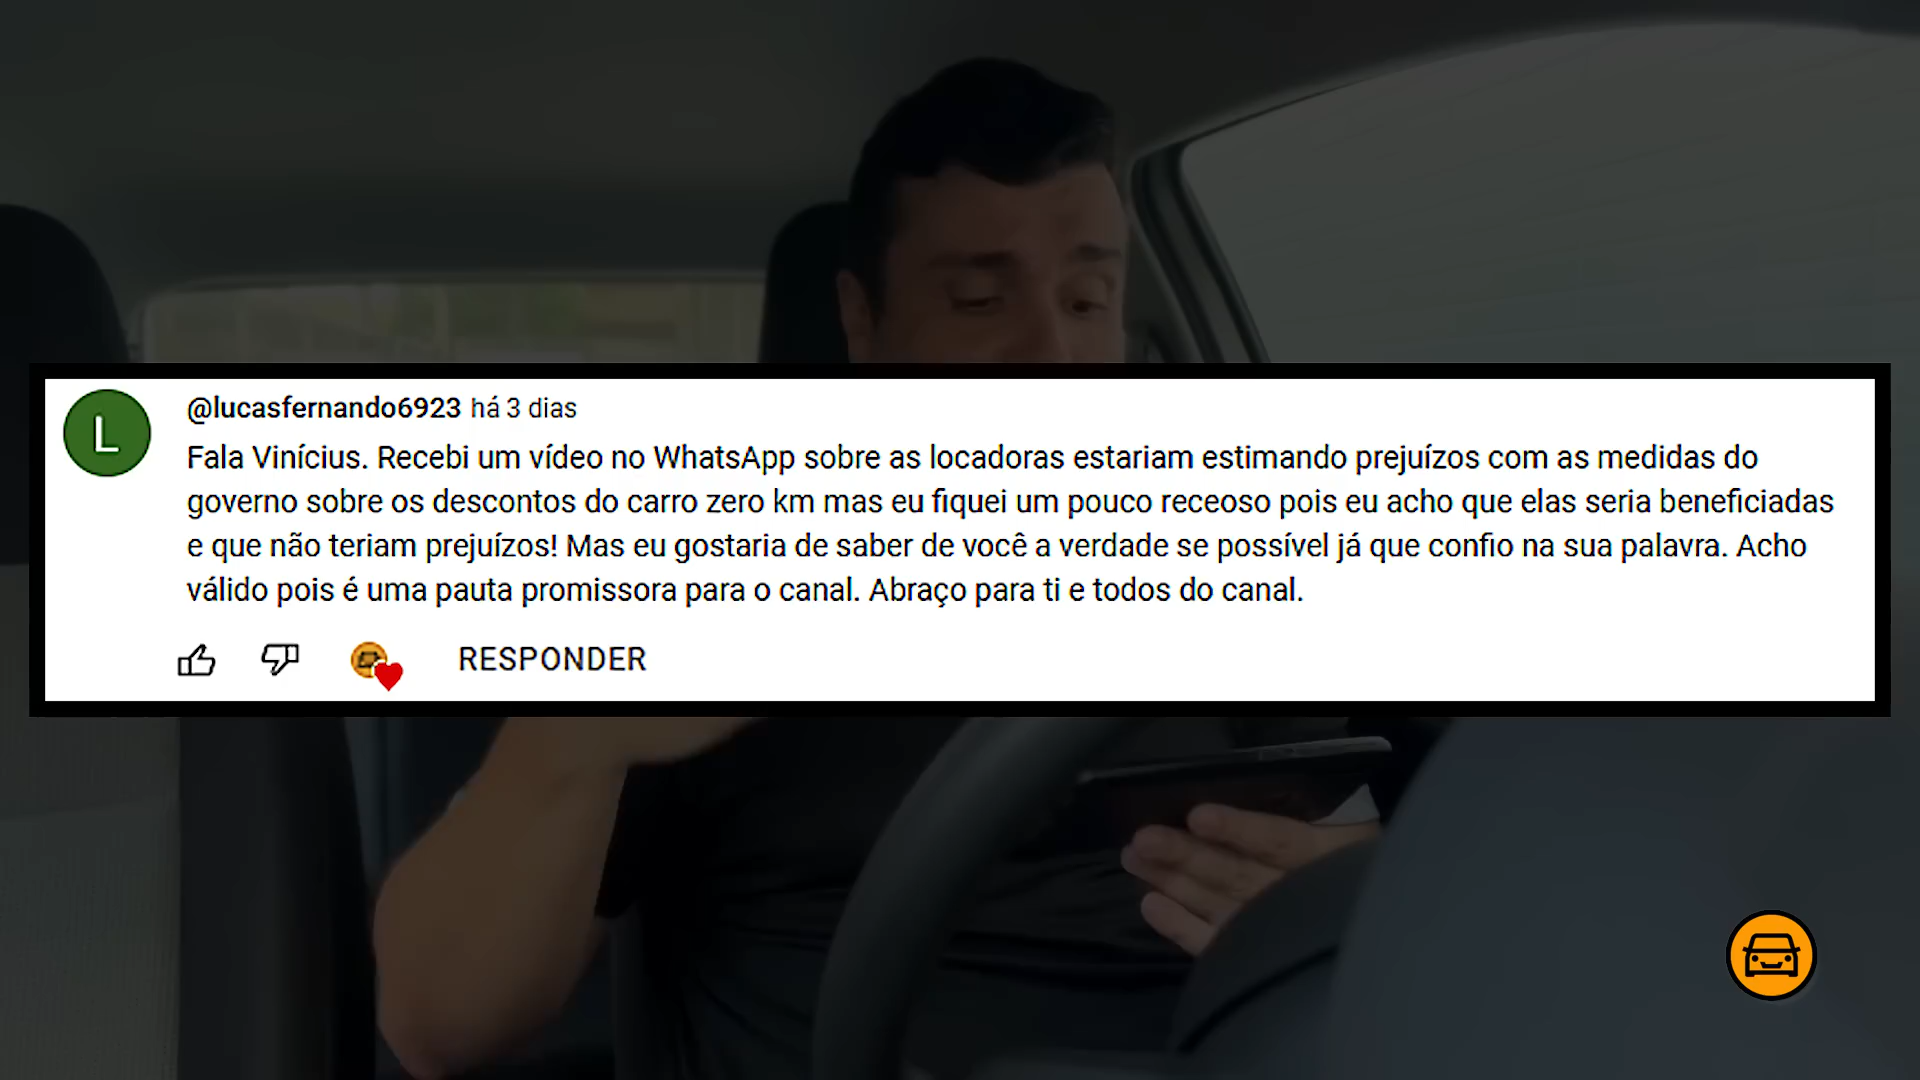 L
@lucasfernando6923 há 3 dias
Fala Vinícius. Recebi um vídeo no WhatsApp sobre as locadoras estariam estimando prejuízos com as medidas do
governo sobre os descontos do carro zero km mas eu fiquei um pouco receoso pois eu acho que elas seria beneficiadas
e que não teriam prejuízos! Mas eu gostaria de saber de você a verdade se possível já que confio na sua palavra. Acho
válido pois é uma pauta promissora para o canal. Abraço para ti e todos do canal.
RESPONDER